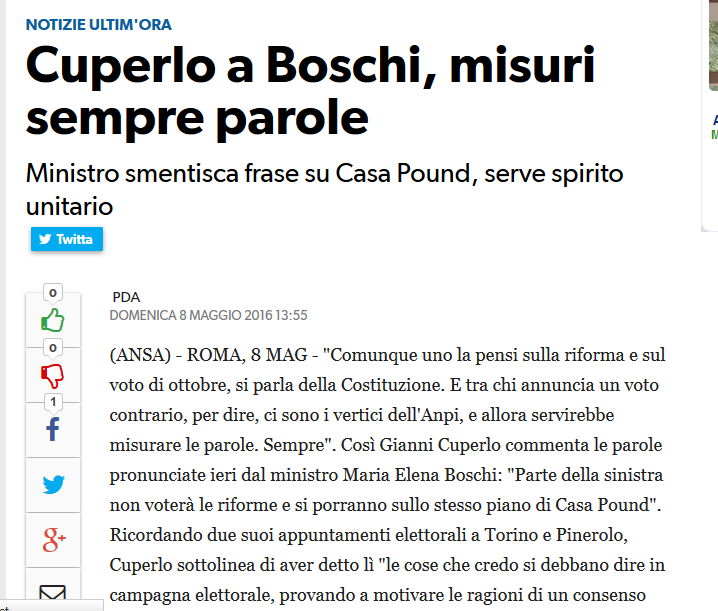 NOTIZIE ULTIM'ORA
Cuperlo a Boschi, misuri
sempre parole
Ministro smentisca frase su Casa Pound, serve spirito
unitario
Twitta
0
0
1
PDA
DOMENICA 8 MAGGIO 2016 13:55
(ANSA) - ROMA, 8 MAG - "Comunque uno la pensi sulla riforma e sul
voto di ottobre, si parla della Costituzione. E tra chi annuncia un voto
contrario, per dire, ci sono i vertici dell'Anpi, e allora servirebbe
misurare le parole. Sempre". Così Gianni Cuperlo commenta le parole
pronunciate ieri dal ministro Maria Elena Boschi: "Parte della sinistra
non voterà le riforme e si porranno sullo stesso piano di Casa Pound".
Ricordando due suoi appuntamenti elettorali a Torino e Pinerolo,
Cuperlo sottolinea di aver detto lì "le cose che credo si debbano dire in
campagna elettorale, provando a motivare le ragioni di un consenso